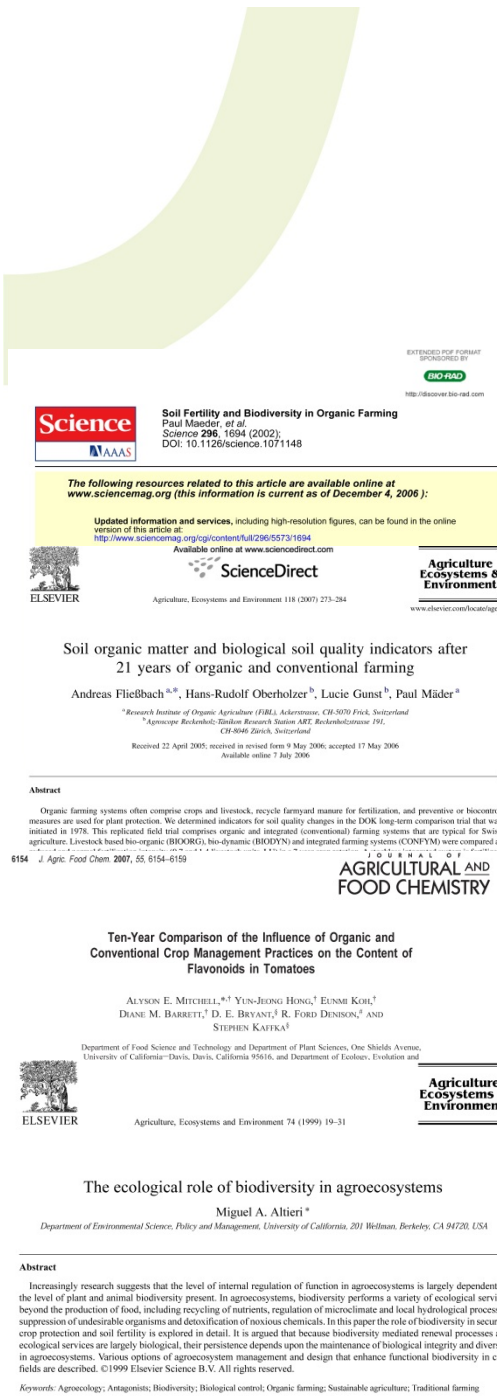 EXTENDED PDF FORMAT
SPONSORED BY
BIO-RAD
http://discover.bio-rad.com
Science
AAAS
Soil Fertility and Biodiversity in Organic Farming
Paul Maeder, et al.
Science 296, 1694 (2002);
DOI: 10.1126/science.1071148
The following resources related to this article are available online at
www.sciencemag.org (this information is current as of December 4, 2006 ):
Updated information and services, including high-resolution figures, can be found in the online
version of this article at:
http://www.sciencemag.org/cgi/content/full/296/5573/1694
Available online at www.sciencedirect.com
ScienceDirect
ELSEVIER
Agriculture, Ecosystems and Environment 118 (2007) 273–284
Agriculture
Ecosystems &
Environment
www.elsevier.com/locate/age
Soil organic matter and biological soil quality indicators after
21 years of organic and conventional farming
Andreas Fließbach a,*, Hans-Rudolf Oberholzer b, Lucie Gunst b, Paul Mäder a
a Research Institute of Organic Agriculture (FiBL), Ackerstrasse, CH-5070 Frick, Switzerland
b Agroscope Reckenholz-Tänikon Research Station ART, Reckenholzstrasse 191,
CH-8046 Zürich, Switzerland
Received 22 April 2005; received in revised form 9 May 2006; accepted 17 May 2006
Available online 7 July 2006
Abstract
Organic farming systems often comprise crops and livestock, recycle farmyard manure for fertilization, and preventive or biocontro
measures are used for plant protection. We determined indicators for soil quality changes in the DOK long-term comparison trial that wa
initiated in 1978. This replicated field trial comprises organic and integrated (conventional) farming systems that are typical for Swis
agriculture. Livestock based bio-organic (BIOORG), bio-dynamic (BIODYN) and integrated farming systems (CONFYM) were compared a
6154 J. Agric. Food Chem. 2007, 55, 6154–6159
JOURNAL OF
AGRICULTURAL AND
FOOD CHEMISTRY
Ten-Year Comparison of the Influence of Organic and
Conventional Crop Management Practices on the Content of
Flavonoids in Tomatoes
ALYSON E. MITCHELL,*,† YUN-JEONG HONG,† EUNMI KOH,†
DIANE M. BARRETT,† D. E. BRYANT,§ R. FORD DENISON,# AND
STEPHEN KAFFKA§
Department of Food Science and Technology and Department of Plant Sciences, One Shields Avenue,
University of California—Davis, Davis, California 95616, and Department of Ecology, Evolution and
ELSEVIER
Agriculture, Ecosystems and Environment 74 (1999) 19–31
Agriculture
Ecosystems
Environmen
The ecological role of biodiversity in agroecosystems
Miguel A. Altieri *
Department of Environmental Science, Policy and Management, University of California, 201 Wellman, Berkeley, CA 94720, USA
Abstract
Increasingly research suggests that the level of internal regulation of function in agroecosystems is largely dependent
the level of plant and animal biodiversity present. In agroecosystems, biodiversity performs a variety of ecological servi
beyond the production of food, including recycling of nutrients, regulation of microclimate and local hydrological process
suppression of undesirable organisms and detoxification of noxious chemicals. In this paper the role of biodiversity in secur
crop protection and soil fertility is explored in detail. It is argued that because biodiversity mediated renewal processes a
ecological services are largely biological, their persistence depends upon the maintenance of biological integrity and divers
in agroecosystems. Various options of agroecosystem management and design that enhance functional biodiversity in c
fields are described. ©1999 Elsevier Science B.V. All rights reserved.
Keywords: Agroecology; Antagonists; Biodiversity; Biological control; Organic farming; Sustainable agriculture; Traditional farming